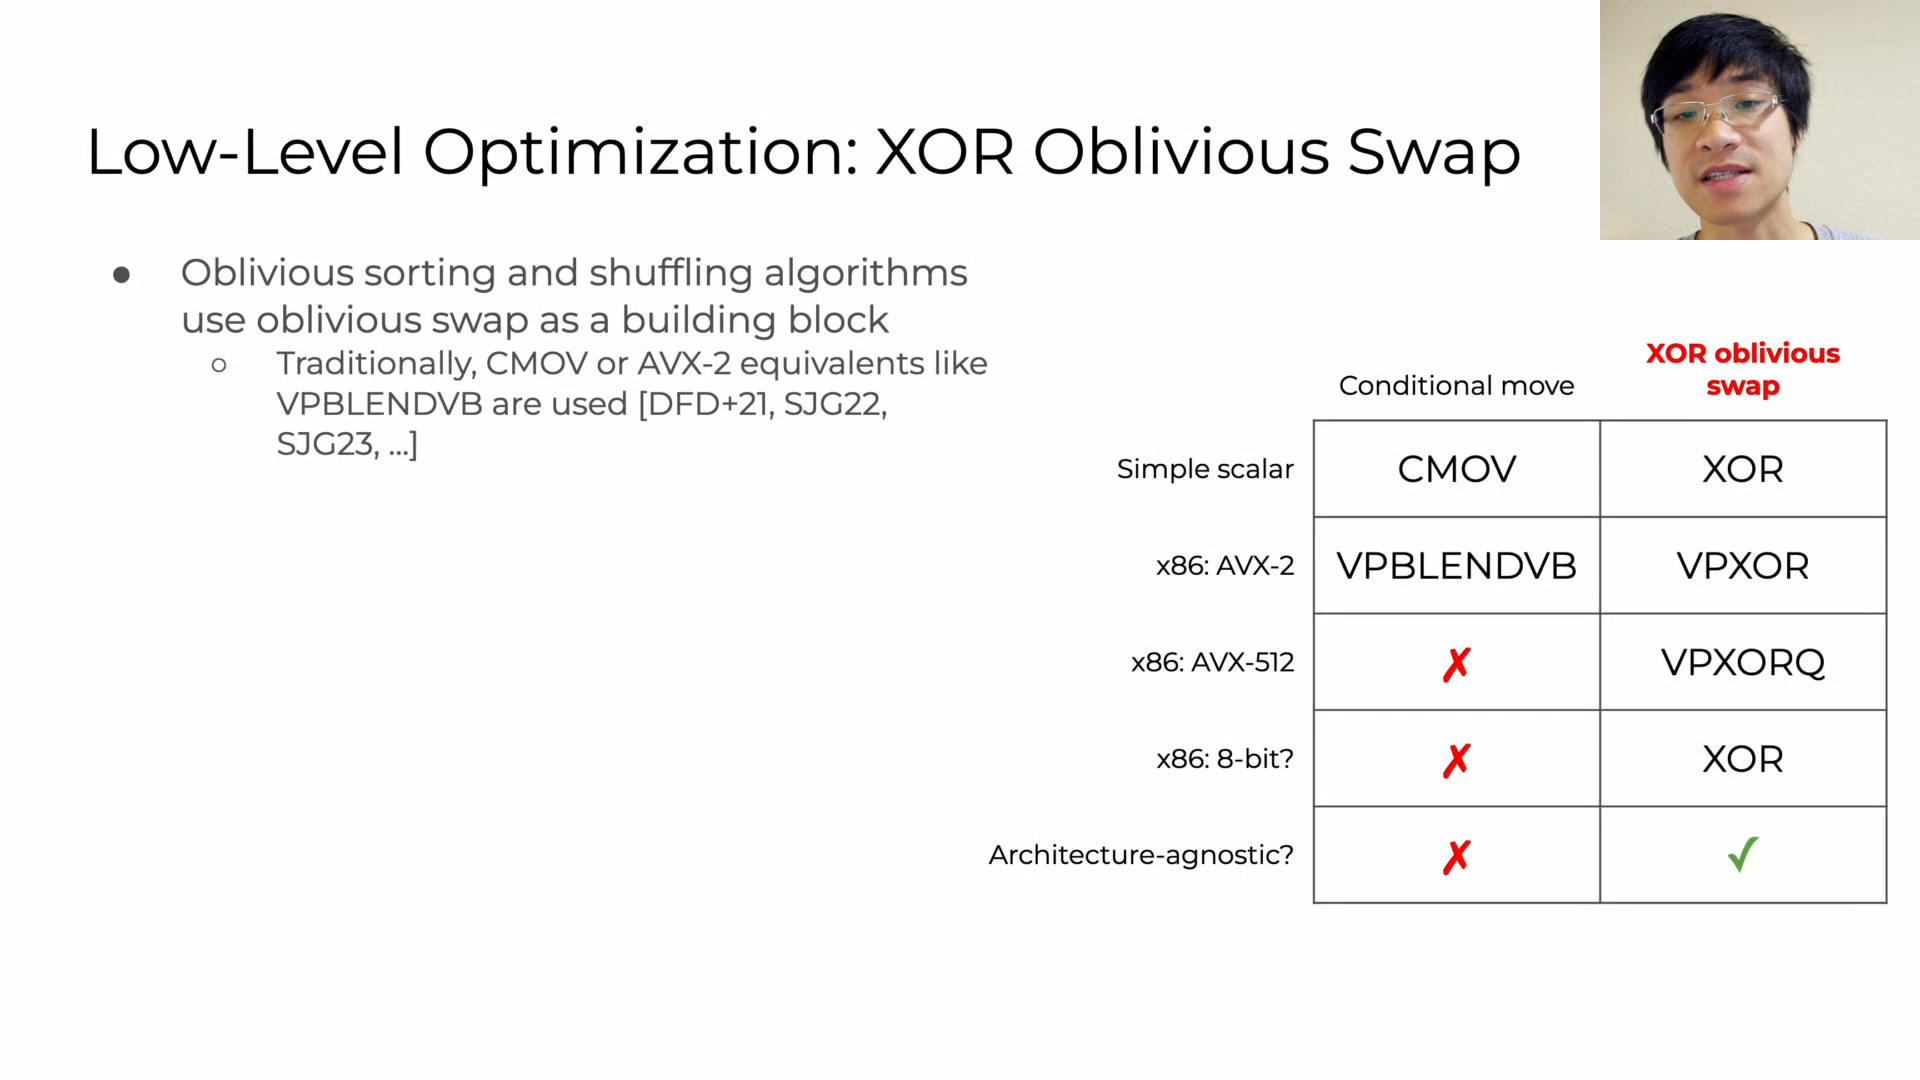 Low-Level Optimization: XOR Oblivious Swap
● Oblivious sorting and shuffling algorithms
use oblivious swap as a building block
○ Traditionally, CMOV or AVX-2 equivalents like
VPBLENDVB are used [DFD+21, SJG22,
SJG23, ...]
Conditional move
XOR oblivious
swap
Simple scalar CMOV XOR
x86: AVX-2 VPBLENDVB VPXOR
x86: AVX-512 ✗ VPXORQ
x86: 8-bit? ✗ XOR
Architecture-agnostic? ✗ ✓